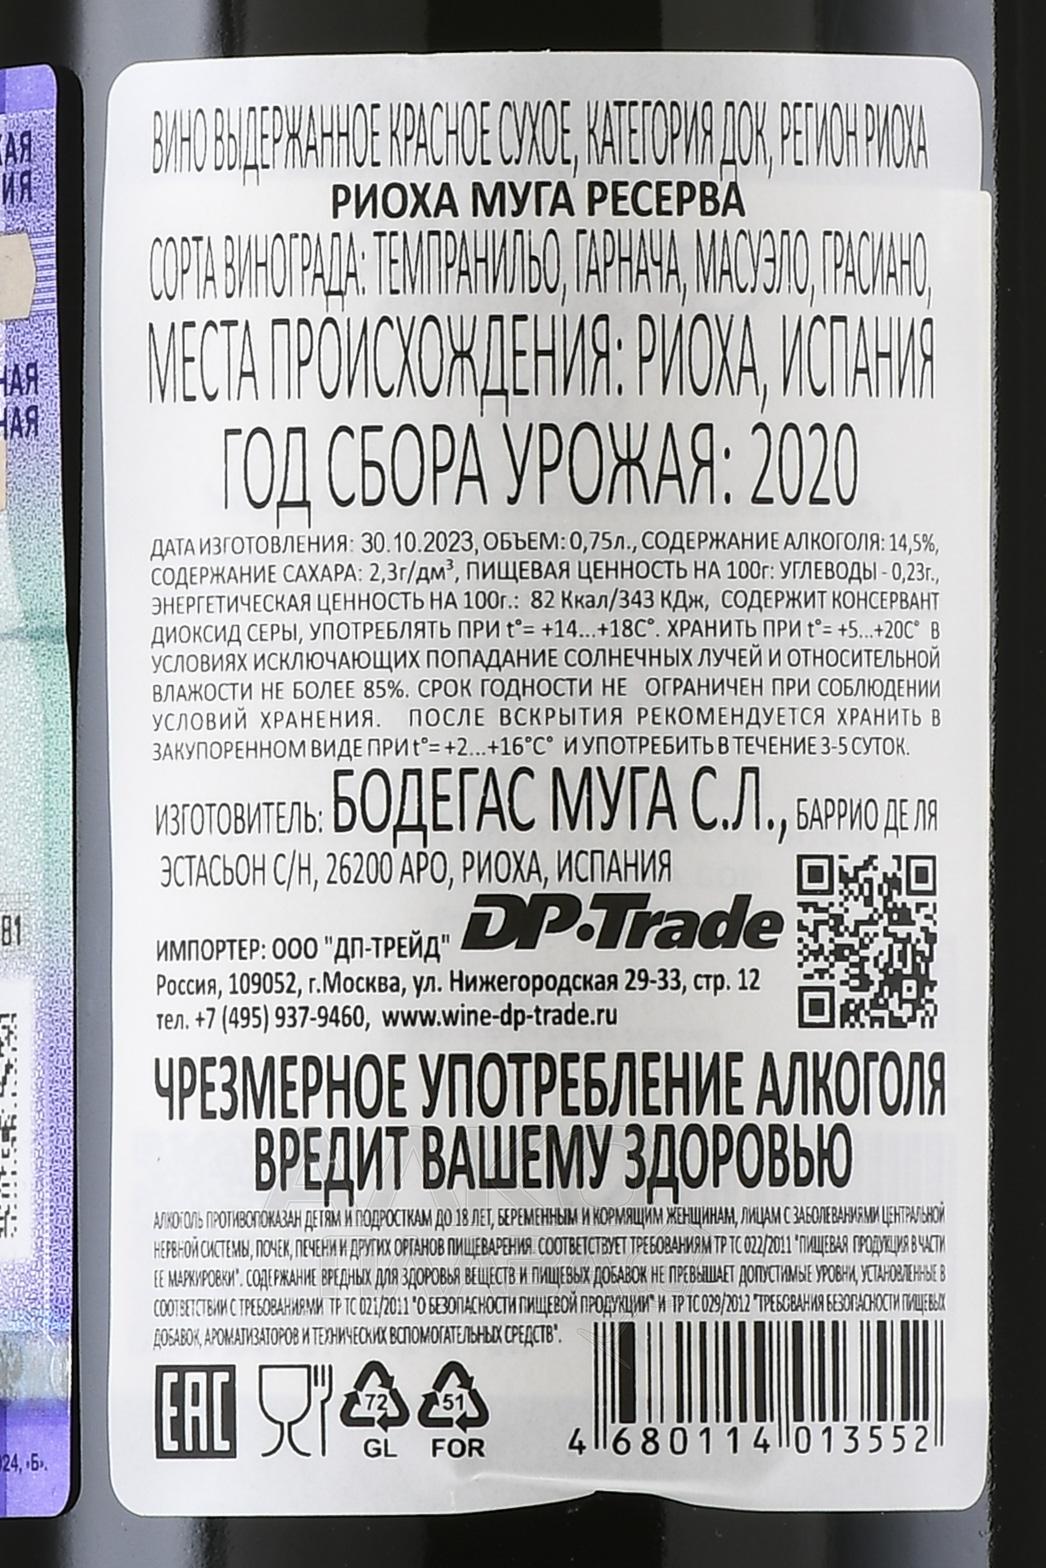 ВИНО ВЫДЕРЖАННОЕ КРАСНОЕ СУХОЕ, КАТЕГОРИЯ ДОК, РЕГИОН РИОХА
РИОХА МУГА РЕСЕРВА
СОРТА ВИНОГРАДА: ТЕМПРАНИЛЬО, ГАРНАЧА, МАСУЭЛО, ГРАСИАНО,
МЕСТА ПРОИСХОЖДЕНИЯ: РИОХА, ИСПАНИЯ
ГОД СБОРА УРОЖАЯ: 2020
ДАТА ИЗГОТОВЛЕНИЯ: 30.10.2023, ОБЪЕМ: 0,75л., СОДЕРЖАНИЕ АЛКОГОЛЯ: 14,5%,
СОДЕРЖАНИЕ САХАРА: 2,3г/дм³, ПИЩЕВАЯ ЦЕННОСТЬ НА 100г: УГЛЕВОДЫ - 0,23г.,
ЭНЕРГЕТИЧЕСКАЯ ЦЕННОСТЬ НА 100г.: 82 Ккал/343 КДж, СОДЕРЖИТ КОНСЕРВАНТ
ДИОКСИД СЕРЫ, УПОТРЕБЛЯТЬ ПРИ t°= +14...+18С°. ХРАНИТЬ ПРИ t°= +5...+20С° В
УСЛОВИЯХ ИСКЛЮЧАЮЩИХ ПОПАДАНИЕ СОЛНЕЧНЫХ ЛУЧЕЙ И ОТНОСИТЕЛЬНОЙ
ВЛАЖОСТИ НЕ БОЛЕЕ 85%. СРОК ГОДНОСТИ НЕ ОГРАНИЧЕН ПРИ СОБЛЮДЕНИИ
УСЛОВИЙ ХРАНЕНИЯ. ПОСЛЕ ВСКРЫТИЯ РЕКОМЕНДУЕТСЯ ХРАНИТЬ В
ЗАКУПОРЕННОМ ВИДЕ ПРИ t°= +2...+16°С° И УПОТРЕБИТЬ В ТЕЧЕНИЕ 3-5 СУТОК.
ИЗГОТОВИТЕЛЬ: БОДЕГАС МУГА С.Л., БАРРИО ДЕ ЛЯ
ЭСТАСЬОН С/Н, 26200 АРО, РИОХА, ИСПАНИЯ
DP·Trade
ИМПОРТЕР: ООО "ДП-ТРЕЙД"
Россия, 109052, г.Москва, ул. Нижегородская 29-33, стр. 12
тел. +7 (495) 937-9460, www.wine-dp-trade.ru
ЧРЕЗМЕРНОЕ УПОТРЕБЛЕНИЕ АЛКОГОЛЯ
ВРЕДИТ ВАШЕМУ ЗДОРОВЬЮ
АЛКОГОЛЬ ПРОТИВОПОКАЗАН ДЕТЯМ И ПОДРОСТКАМ ДО 18 ЛЕТ, БЕРЕМЕННЫМ И КОРМЯЩИМ ЖЕНЩИНАМ, ЛИЦАМ С ЗАБОЛЕВАНИЯМИ ЦЕНТРАЛЬНОЙ
НЕРВНОЙ СИСТЕМЫ, ПОЧЕК, ПЕЧЕНИ И ДРУГИХ ОРГАНОВ ПИЩЕВАРЕНИЯ. СООТВЕТСТВУЕТ ТРЕБОВАНИЯМ ТР ТС 022/2011 "ПИЩЕВАЯ ПРОДУКЦИЯ В ЧАСТИ
ЕЕ МАРКИРОВКИ". СОДЕРЖАНИЕ ВРЕДНЫХ ДЛЯ ЗДОРОВЬЯ ВЕЩЕСТВ И ПИЩЕВЫХ ДОБАВОК НЕ ПРЕВЫШАЕТ ДОПУСТИМЫЕ УРОВНИ, УСТАНОВЛЕННЫЕ В
СООТВЕТСТВИИ С ТРЕБОВАНИЯМИ ТР ТС 021/2011 "О БЕЗОПАСНОСТИ ПИЩЕВОЙ ПРОДУКЦИИ" И ТР ТС 029/2012 "ТРЕБОВАНИЯ БЕЗОПАСНОСТИ ПИЩЕВЫХ
ДОБАВОК, АРОМАТИЗАТОРОВ И ТЕХНИЧЕСКИХ ВСПОМОГАТЕЛЬНЫХ СРЕДСТВ".
EAC
72
GL
51
FOR
4 680114 013552